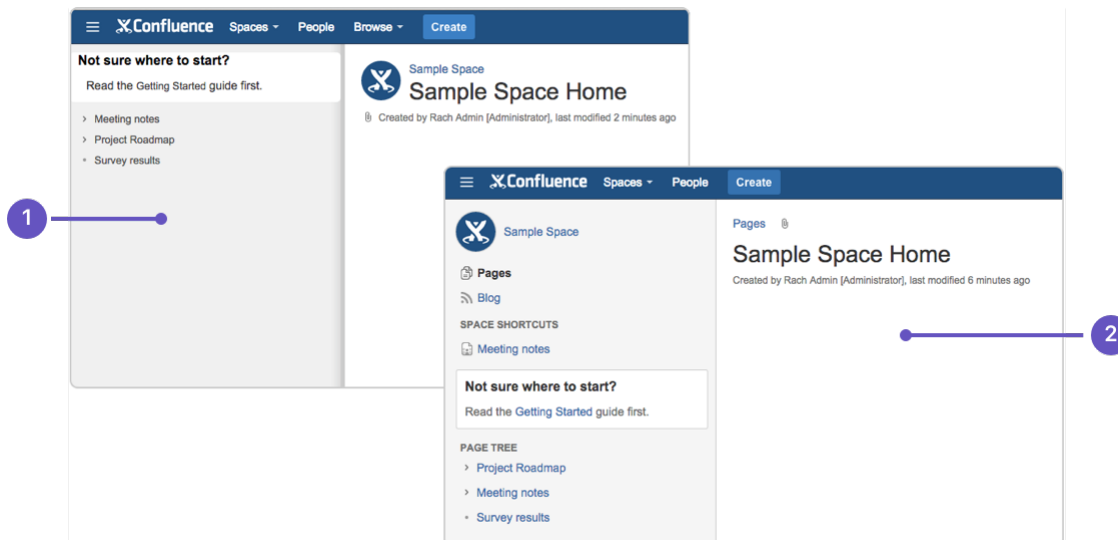 Confluence Spaces People Browse Create
Not sure where to start?
Read the Getting Started guide first.
Meeting notes
Project Roadmap
Survey results
Sample Space
Sample Space Home
Created by Rach Admin [Administrator], last modified 2 minutes ago
1
Confluence Spaces People Create
Sample Space
Pages
Blog
SPACE SHORTCUTS
Meeting notes
Not sure where to start?
Read the Getting Started guide first.
PAGE TREE
Project Roadmap
Meeting notes
Survey results
Pages
Sample Space Home
Created by Rach Admin [Administrator], last modified 6 minutes ago
2